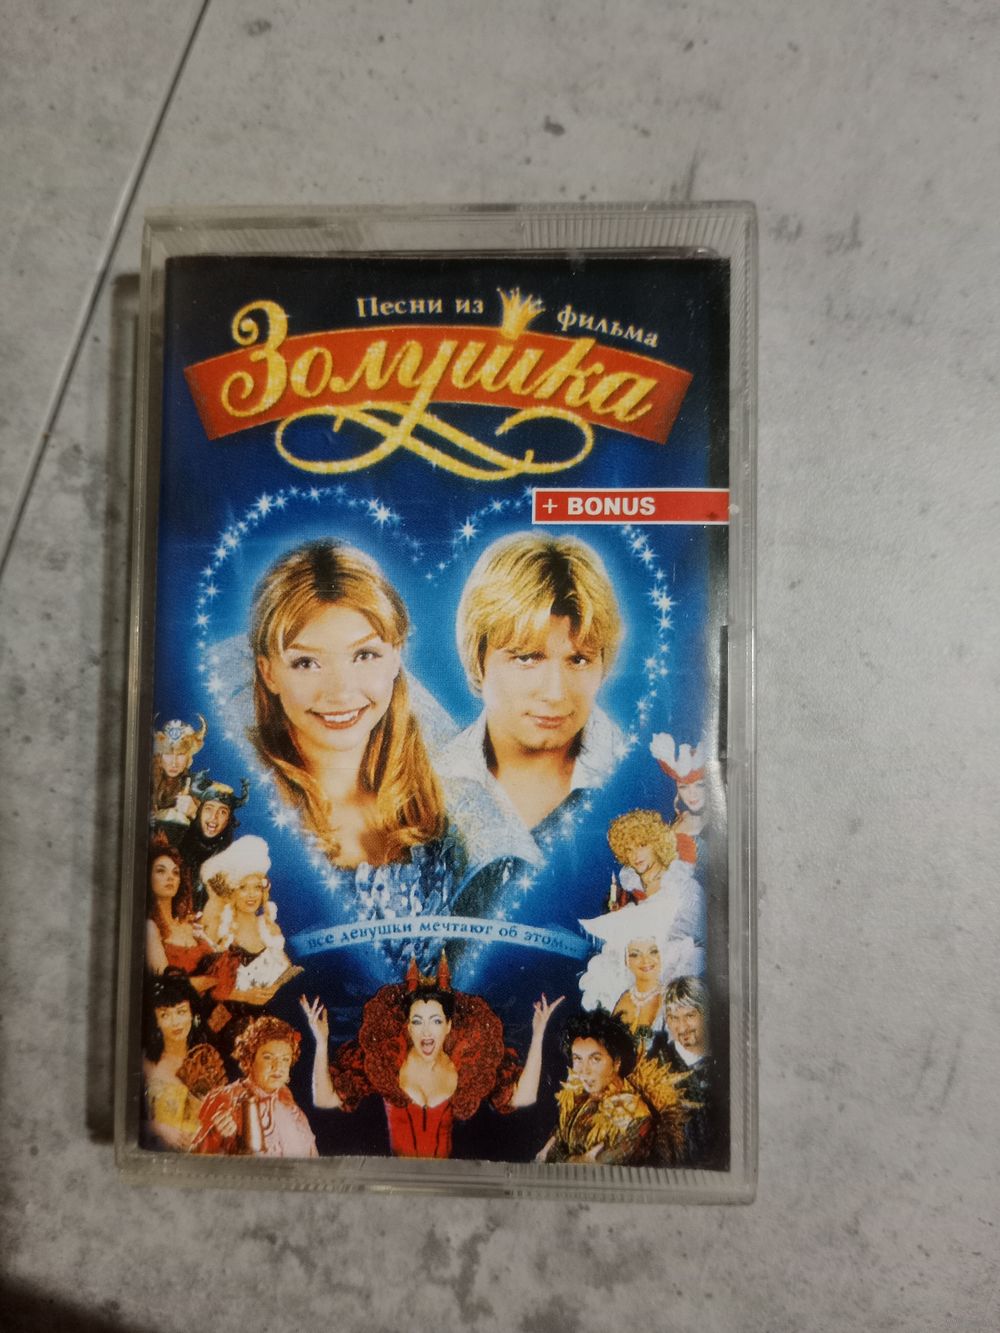 Песни из фильма
Золушка
+ BONUS
все девушки мечтают об этом...